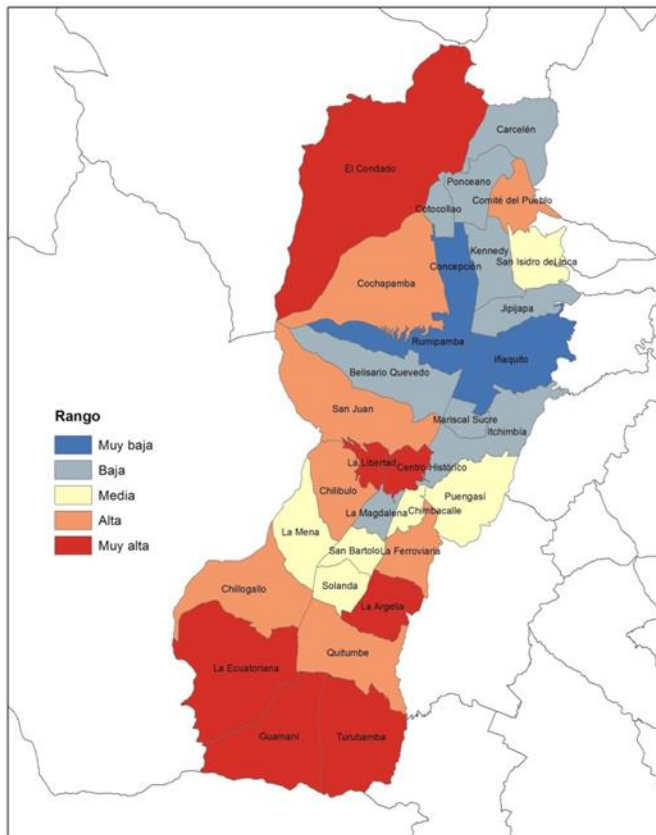 Carcelén
El Condado
Ponceano
Comité del Pueblo
Cotocollao
Kennedy
San Isidro del Inca
Concepción
Cochapamba
Jipijapa
Rumipamba
Iñaquito
Belisario Quevedo
San Juan
Mariscal Sucre
Itchimbía
Rango
Muy baja
Baja
Media
Alta
Muy alta
La Libertad
Centro Histórico
Chilibulo
Puengasí
La Magdalena
Chimbacalle
La Mena
San Bartolo
La Ferroviaria
Solanda
Chillogallo
La Argelia
Quitumbe
La Ecuatoriana
Guamaní
Turubamba